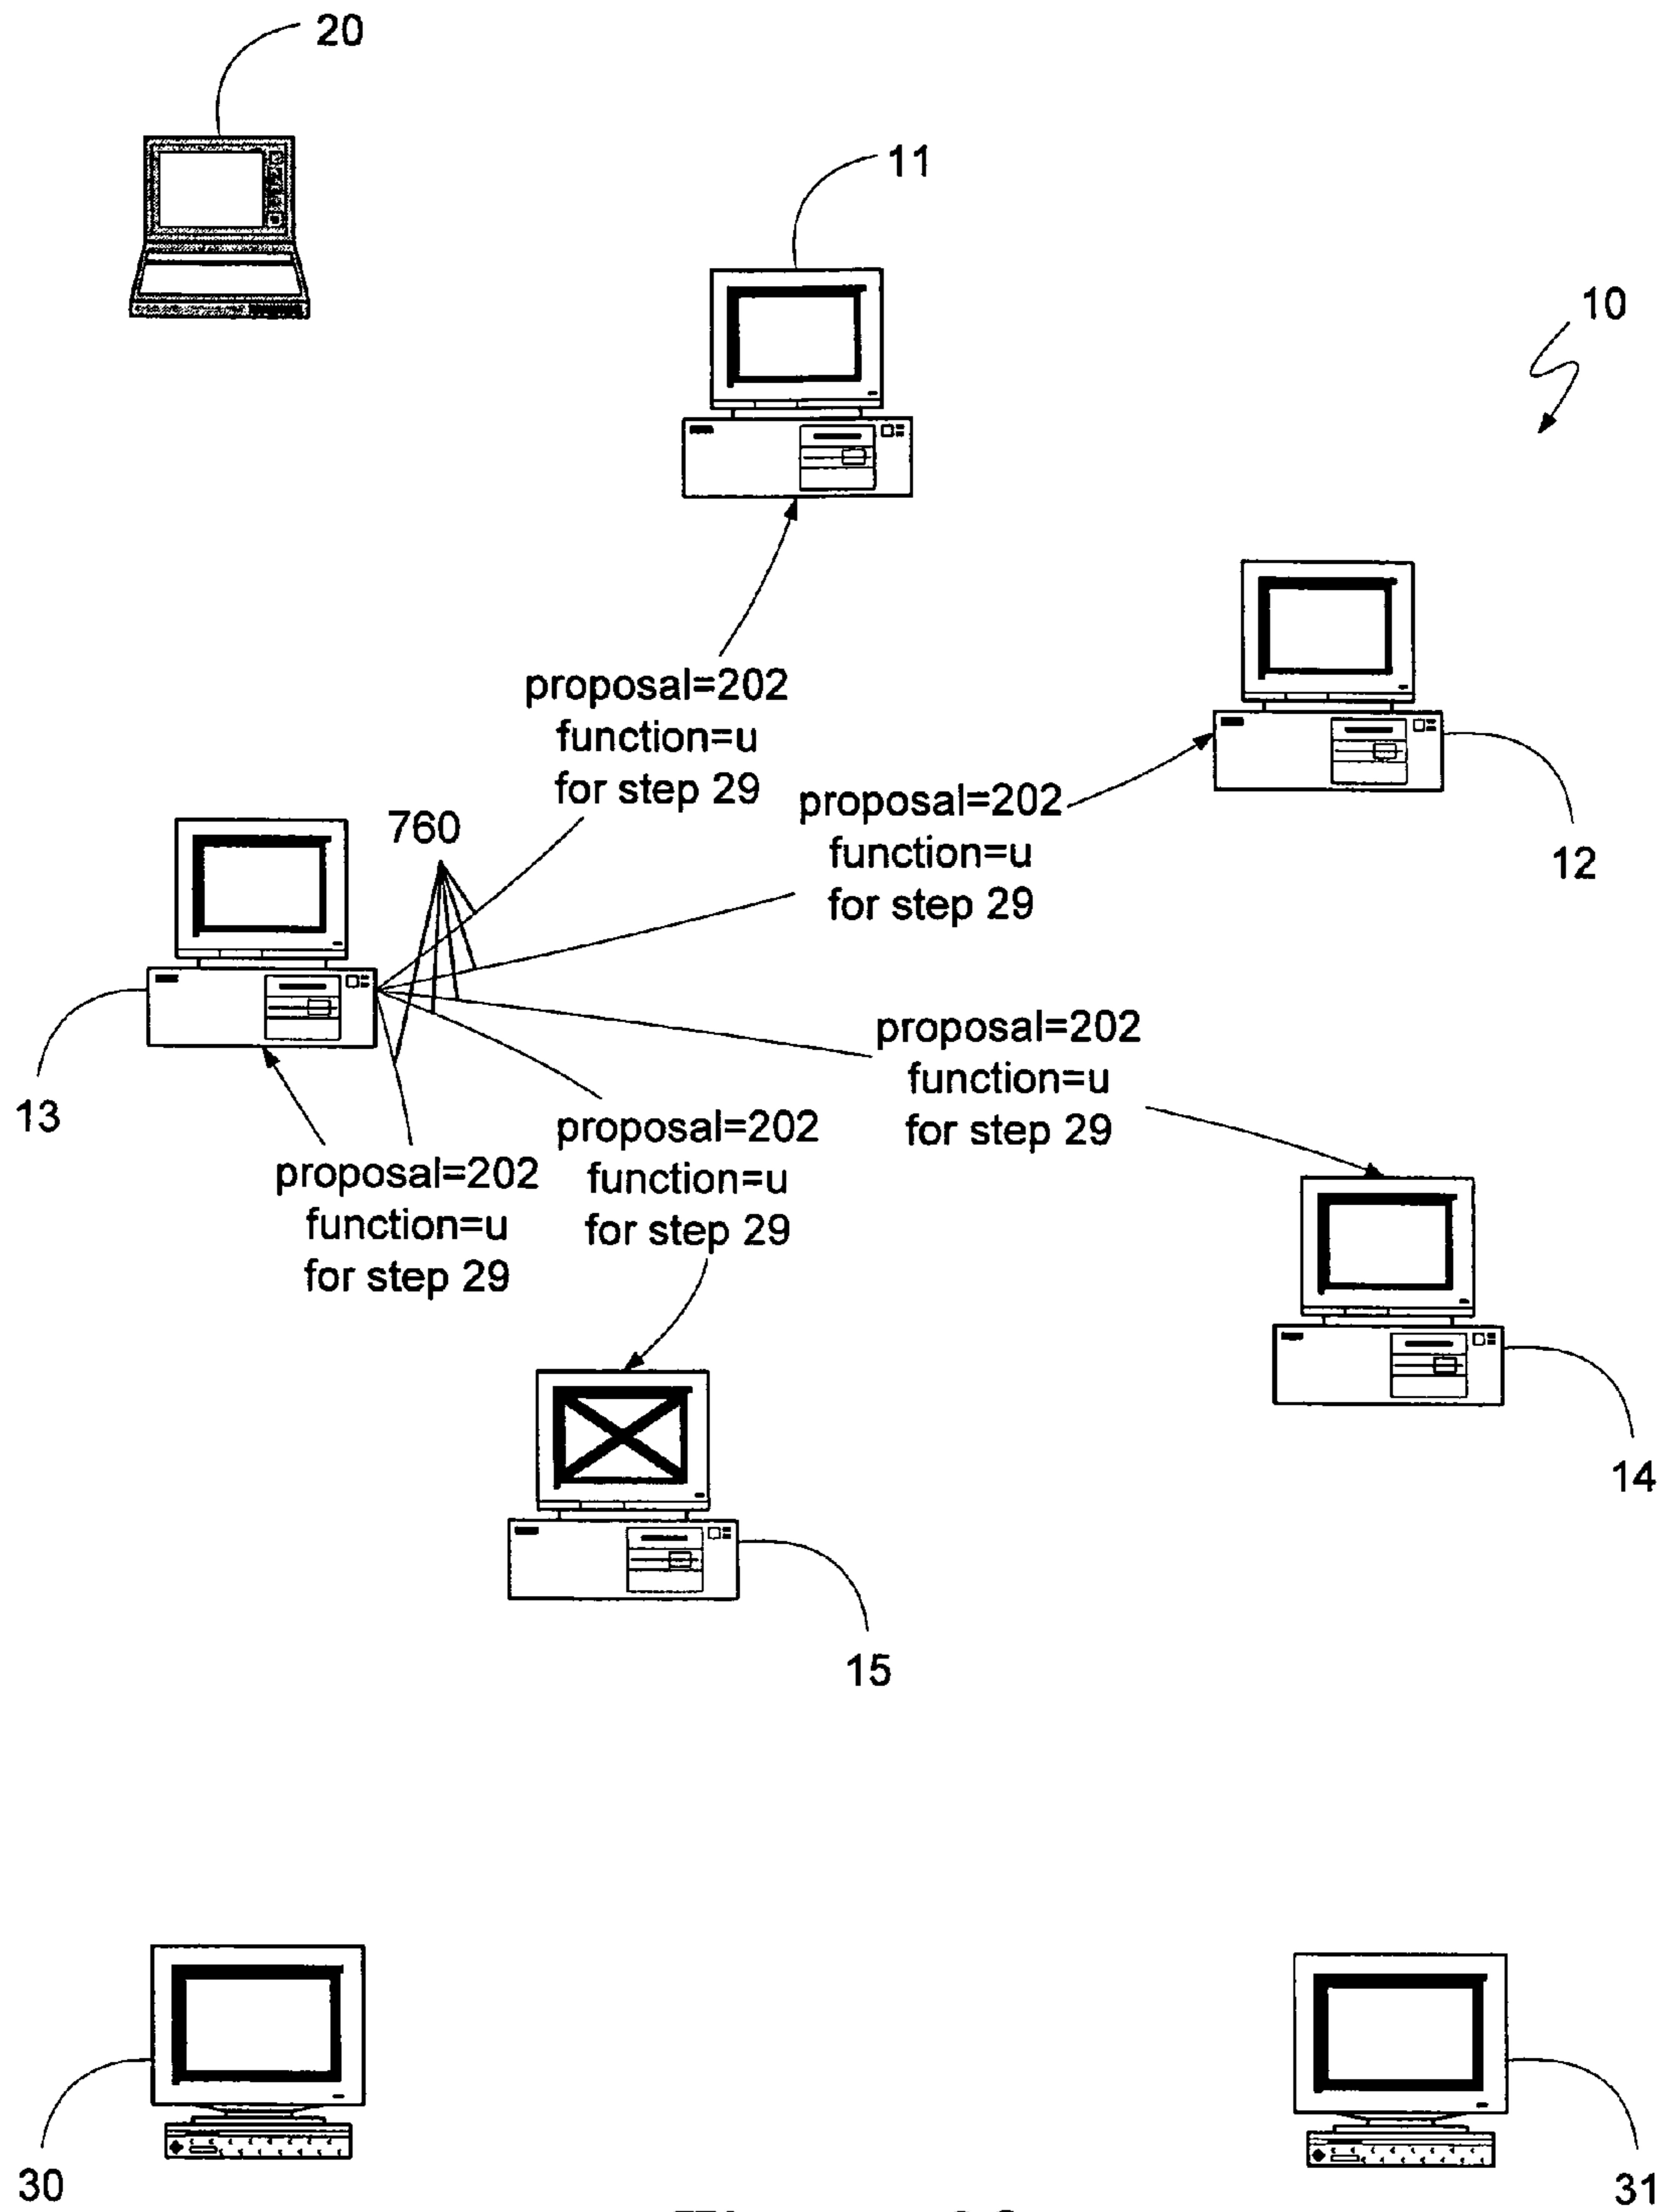 20
11
10
proposal=202
function=u
for step 29
proposal=202
function=u
for step 29
12
760
13
proposal=202
function=u
for step 29
proposal=202
function=u
for step 29
proposal=202
function=u
for step 29
14
15
30
31